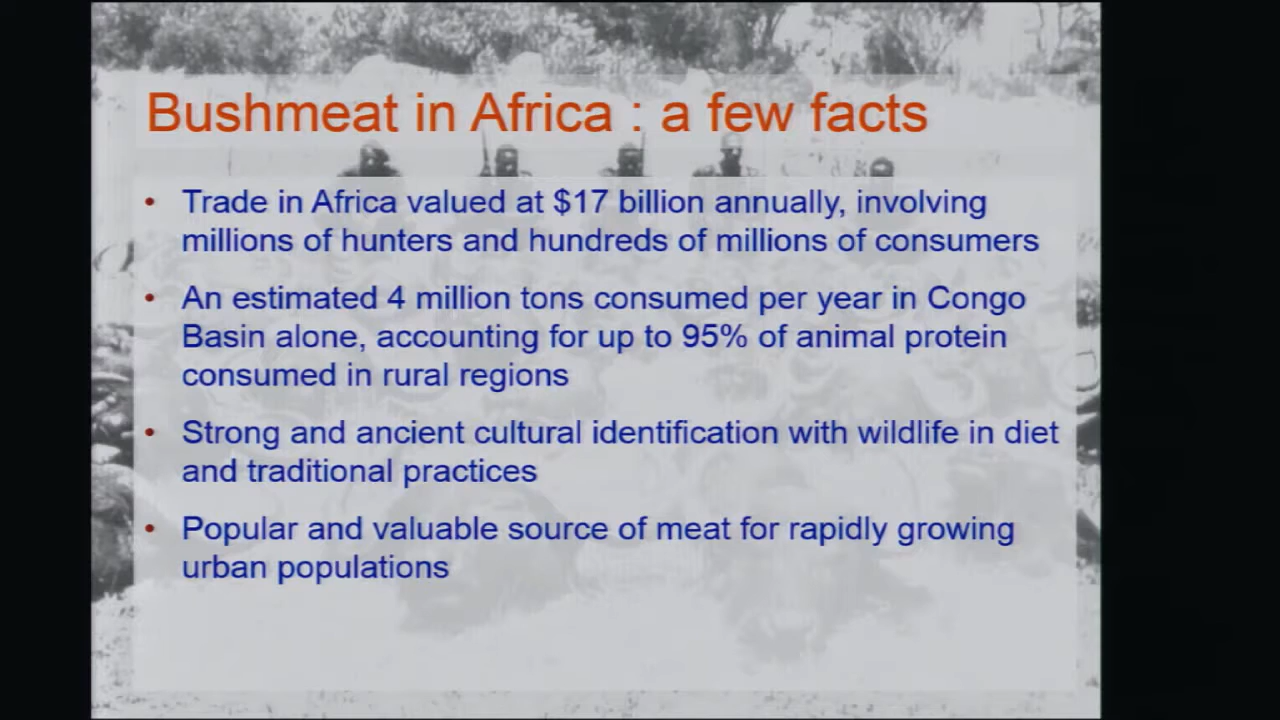 Bushmeat in Africa : a few facts
• Trade in Africa valued at $17 billion annually, involving
millions of hunters and hundreds of millions of consumers
• An estimated 4 million tons consumed per year in Congo
Basin alone, accounting for up to 95% of animal protein
consumed in rural regions
• Strong and ancient cultural identification with wildlife in diet
and traditional practices
• Popular and valuable source of meat for rapidly growing
urban populations